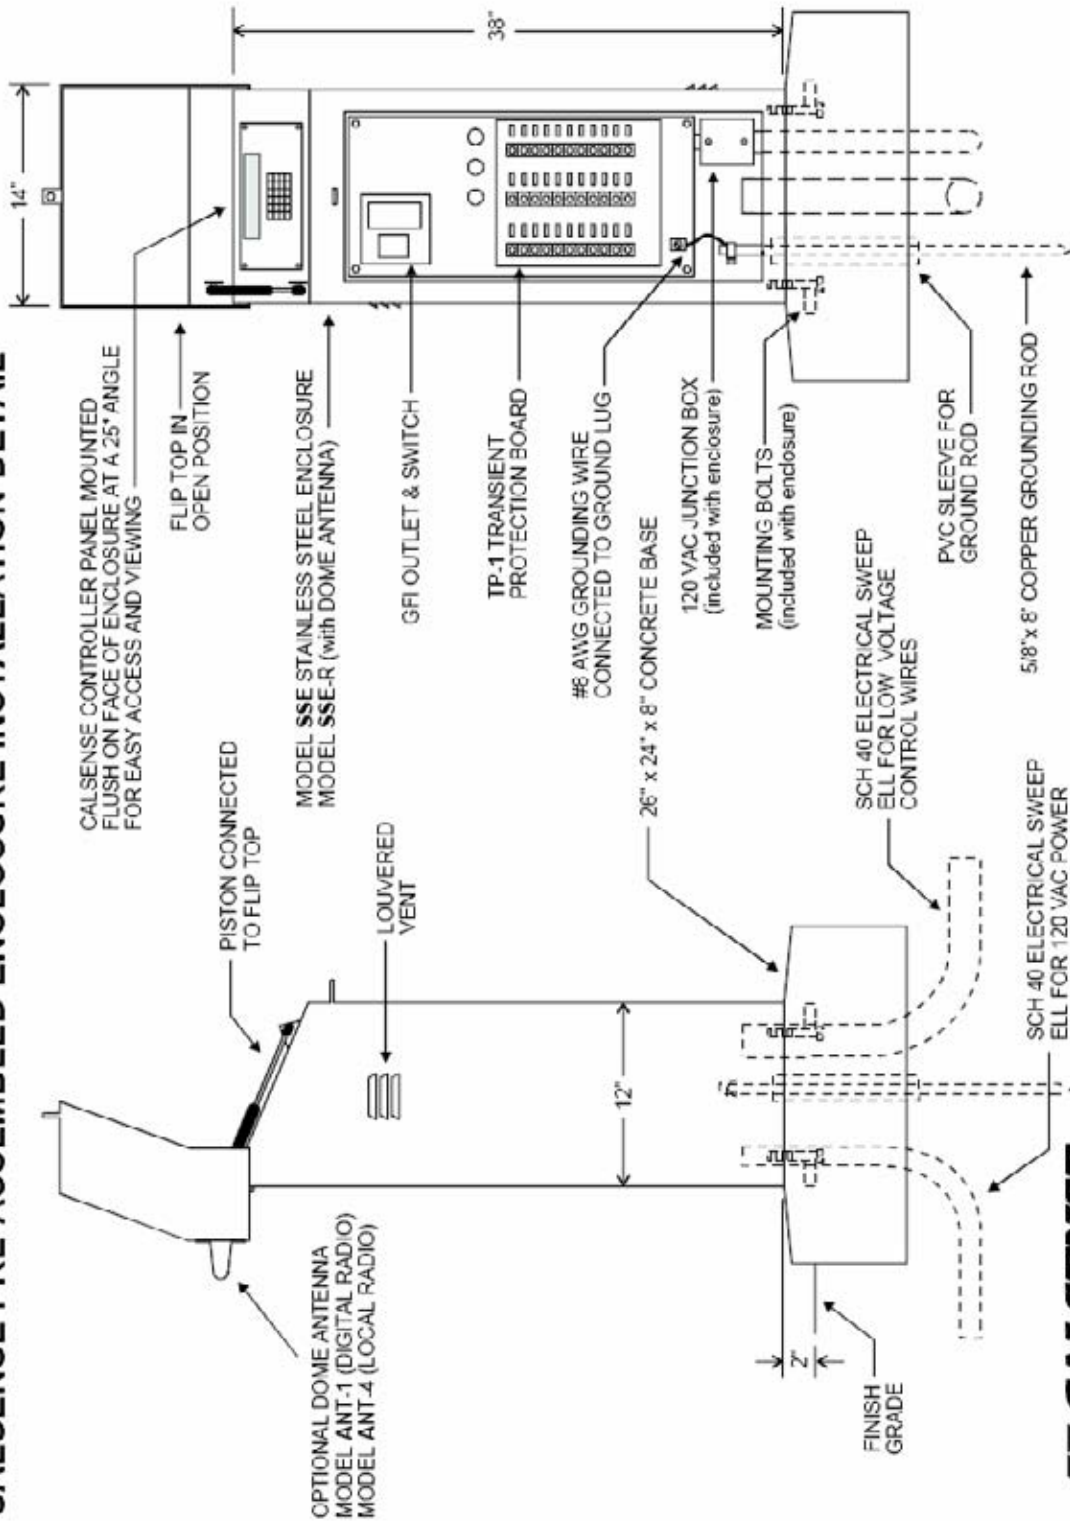 CALSENSE PRE-ASSEMBLED ENCLOSURE INSTALLATION DETAIL
CALSENSE CONTROLLER PANEL MOUNTED
FLUSH ON FACE OF ENCLOSURE AT A 25° ANGLE
FOR EASY ACCESS AND VIEWING
14"
FLIP TOP IN
OPEN POSITION
PISTON CONNECTED
TO FLIP TOP
MODEL SSE STAINLESS STEEL ENCLOSURE
MODEL SSE-R (with DOME ANTENNA)
OPTIONAL DOME ANTENNA
MODEL ANT-1 (DIGITAL RADIO)
MODEL ANT-4 (LOCAL RADIO)
LOUVERED
VENT
GFI OUTLET & SWITCH
38"
TP-1 TRANSIENT
PROTECTION BOARD
#8 AWG GROUNDING WIRE
CONNECTED TO GROUND LUG
12"
26" x 24" x 8" CONCRETE BASE
120 VAC JUNCTION BOX
(included with enclosure)
MOUNTING BOLTS
(included with enclosure)
2"
FINISH
GRADE
SCH 40 ELECTRICAL SWEEP
ELL FOR LOW VOLTAGE
CONTROL WIRES
PVC SLEEVE FOR
GROUND ROD
SCH 40 ELECTRICAL SWEEP
ELL FOR 120 VAC POWER
5/8"x 8' COPPER GROUNDING ROD